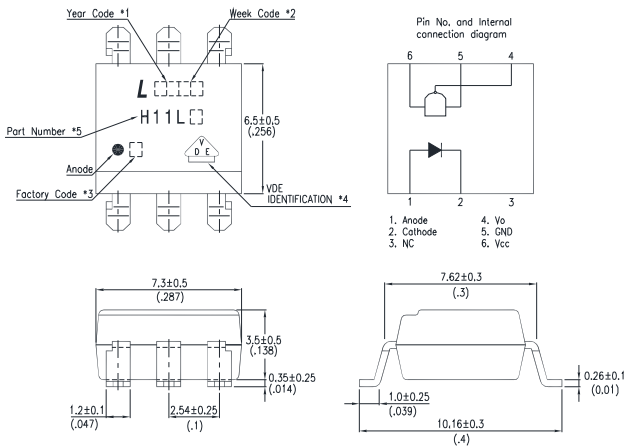 Year Code *1
Week Code *2
L
H11L
Part Number *5
V
D E
Anode
Factory Code *3
VDE
IDENTIFICATION *4
6.5±0.5
(.256)
Pin No. and Internal
connection diagram
6 5 4
1 2 3
1. Anode 4. Vo
2. Cathode 5. GND
3. NC 6. Vcc
7.3±0.5
(.287)
3.5±0.5
(.138)
0.35±0.25
(.014)
1.2±0.1
(.047)
2.54±0.25
(.1)
7.62±0.3
(.3)
0.26±0.1
(0.01)
1.0±0.25
(.039)
10.16±0.3
(.4)